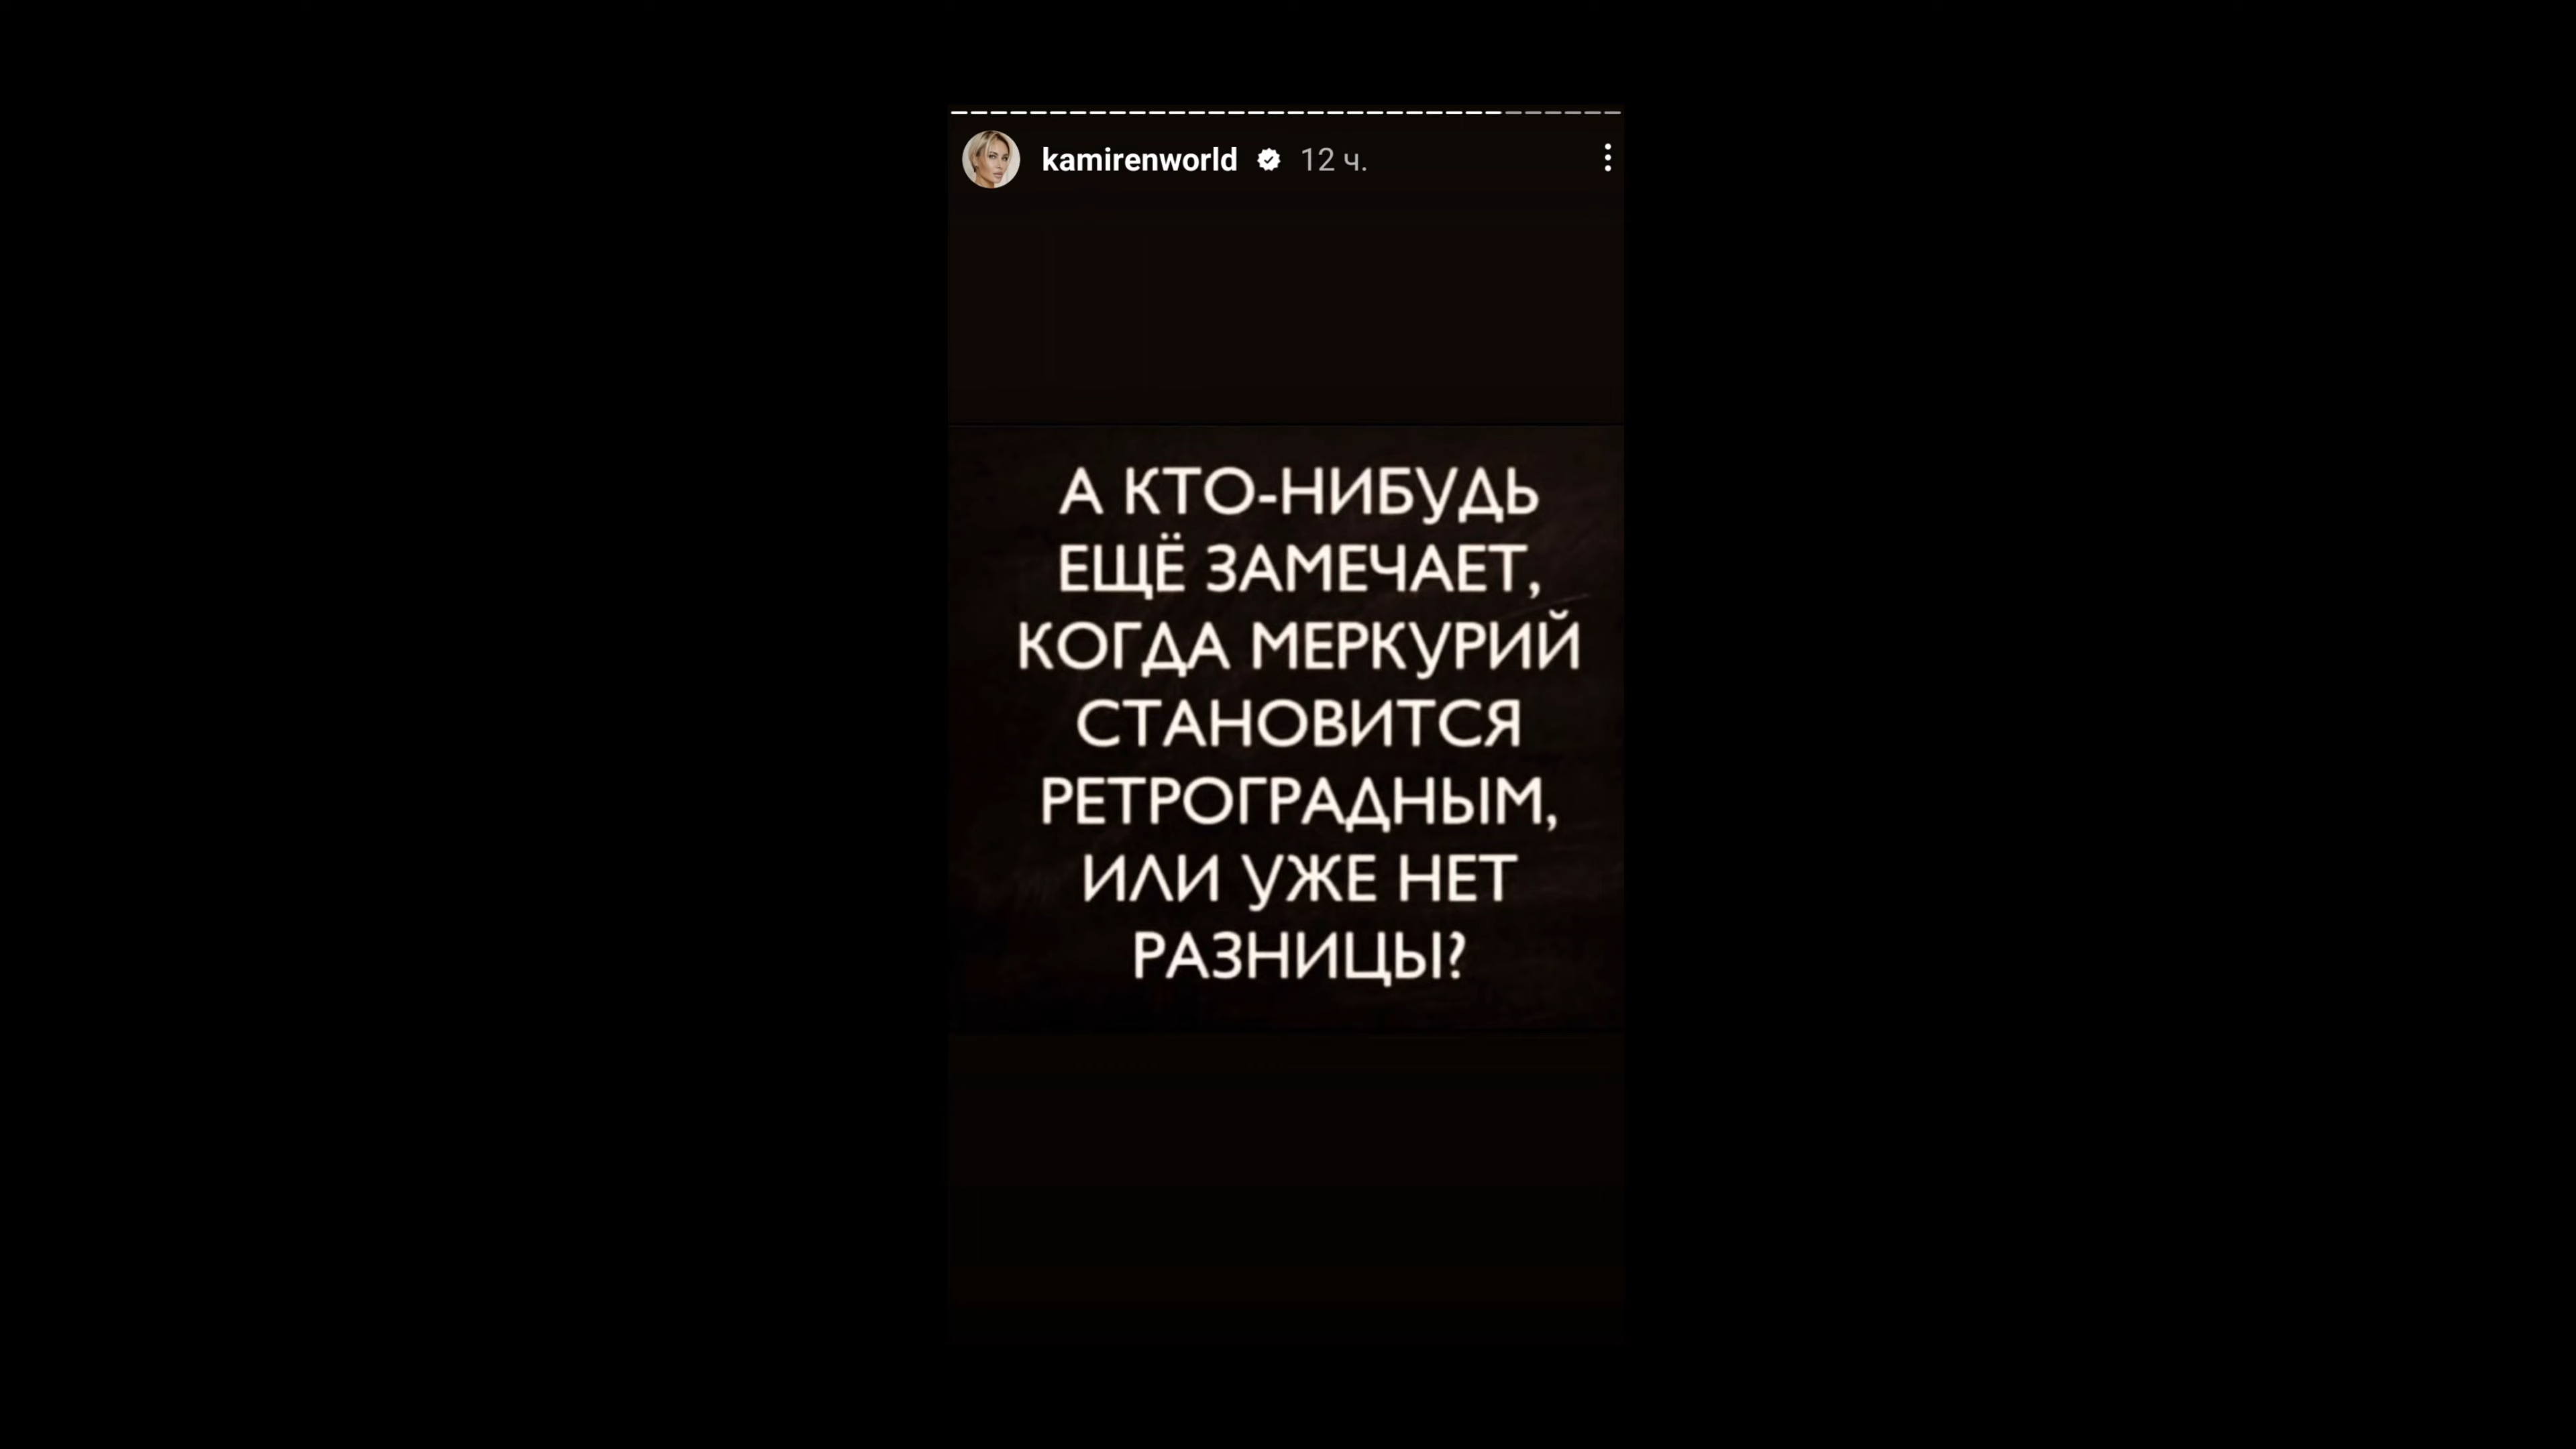 kamirenworld 12 ч.
А КТО-НИБУДЬ
ЕЩЁ ЗАМЕЧАЕТ,
КОГДА МЕРКУРИЙ
СТАНОВИТСЯ
РЕТРОГРАДНЫМ,
ИЛИ УЖЕ НЕТ
РАЗНИЦЫ?